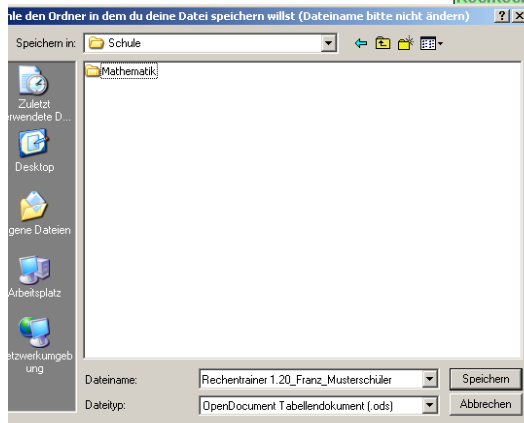 hle den Ordner in dem du deine Datei speichern willst (Dateiname bitte nicht ändern)
Speichern in:
Schule
Mathematik
Zuletzt
rwendete D...
Desktop
gene Dateien
Arbeitsplatz
etzwerkumgeb
ung
Dateiname:
Rechentrainer 1.20_Franz_Musterschüler
Speichern
Dateityp:
OpenDocument Tabellendokument (.ods)
Abbrechen